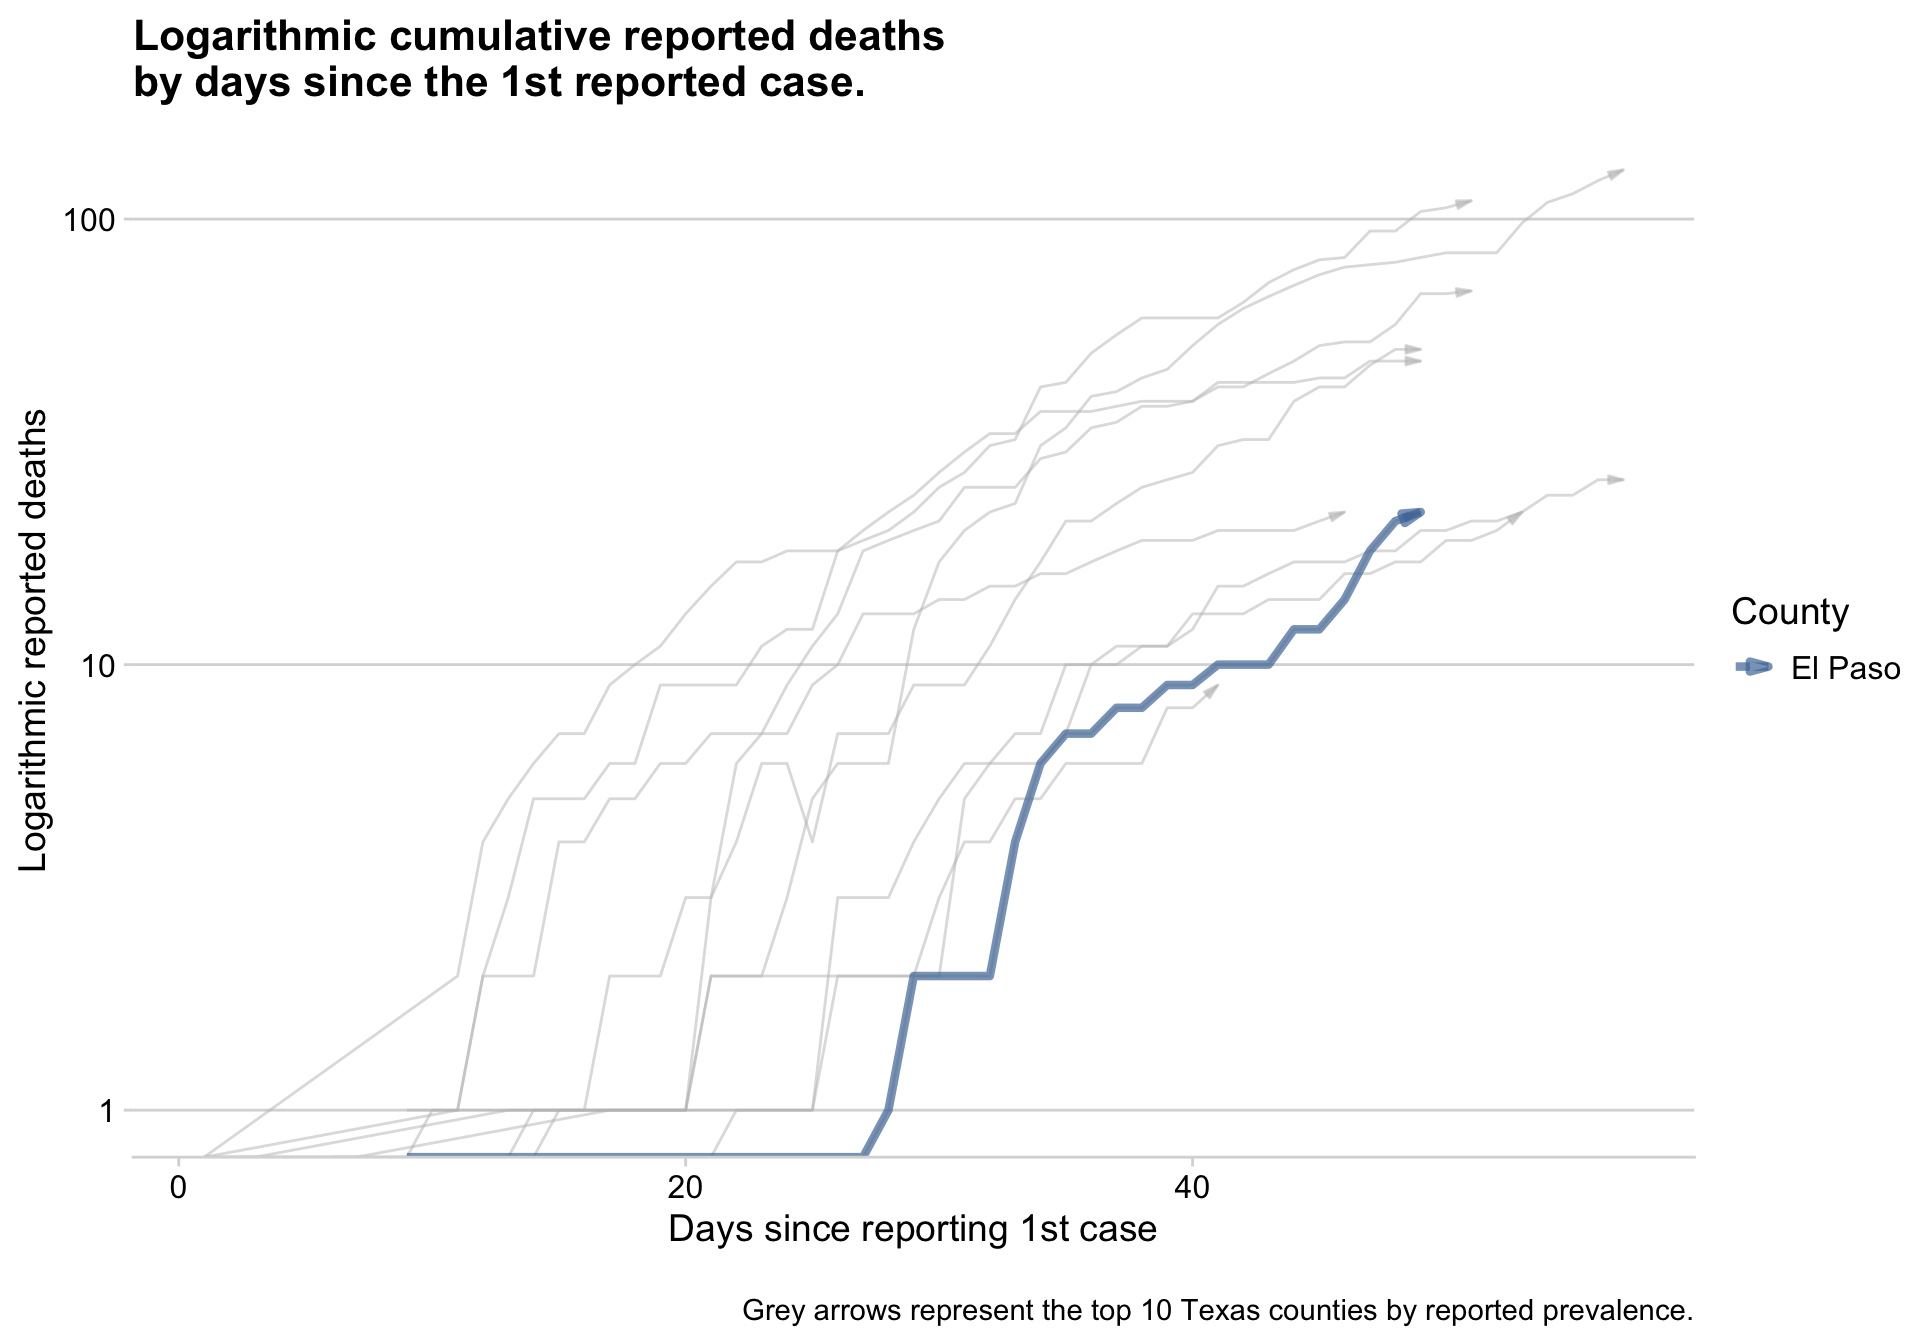 Logarithmic cumulative reported deaths
by days since the 1st reported case.
Logarithmic reported deaths
100
10
1
0
20
40
Days since reporting 1st case
County
El Paso
Grey arrows represent the top 10 Texas counties by reported prevalence.